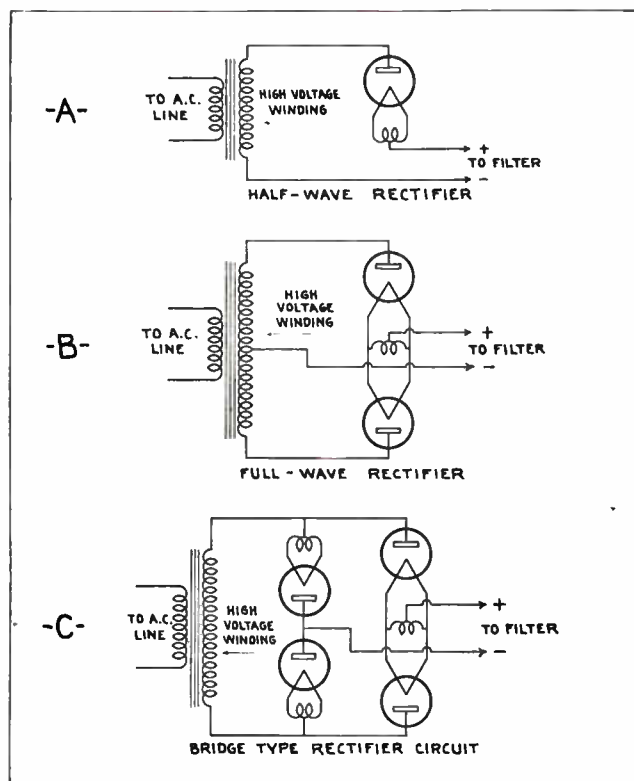 -A-
TO A.C.
LINE
HIGH VOLTAGE
WINDING
+
TO FILTER
-
HALF-WAVE RECTIFIER
-B-
TO A.C.
LINE
HIGH
VOLTAGE
WINDING
+
TO FILTER
-
FULL-WAVE RECTIFIER
-C-
TO A.C.
LINE
HIGH
VOLTAGE
WINDING
+
TO FILTER
-
BRIDGE TYPE RECTIFIER CIRCUIT